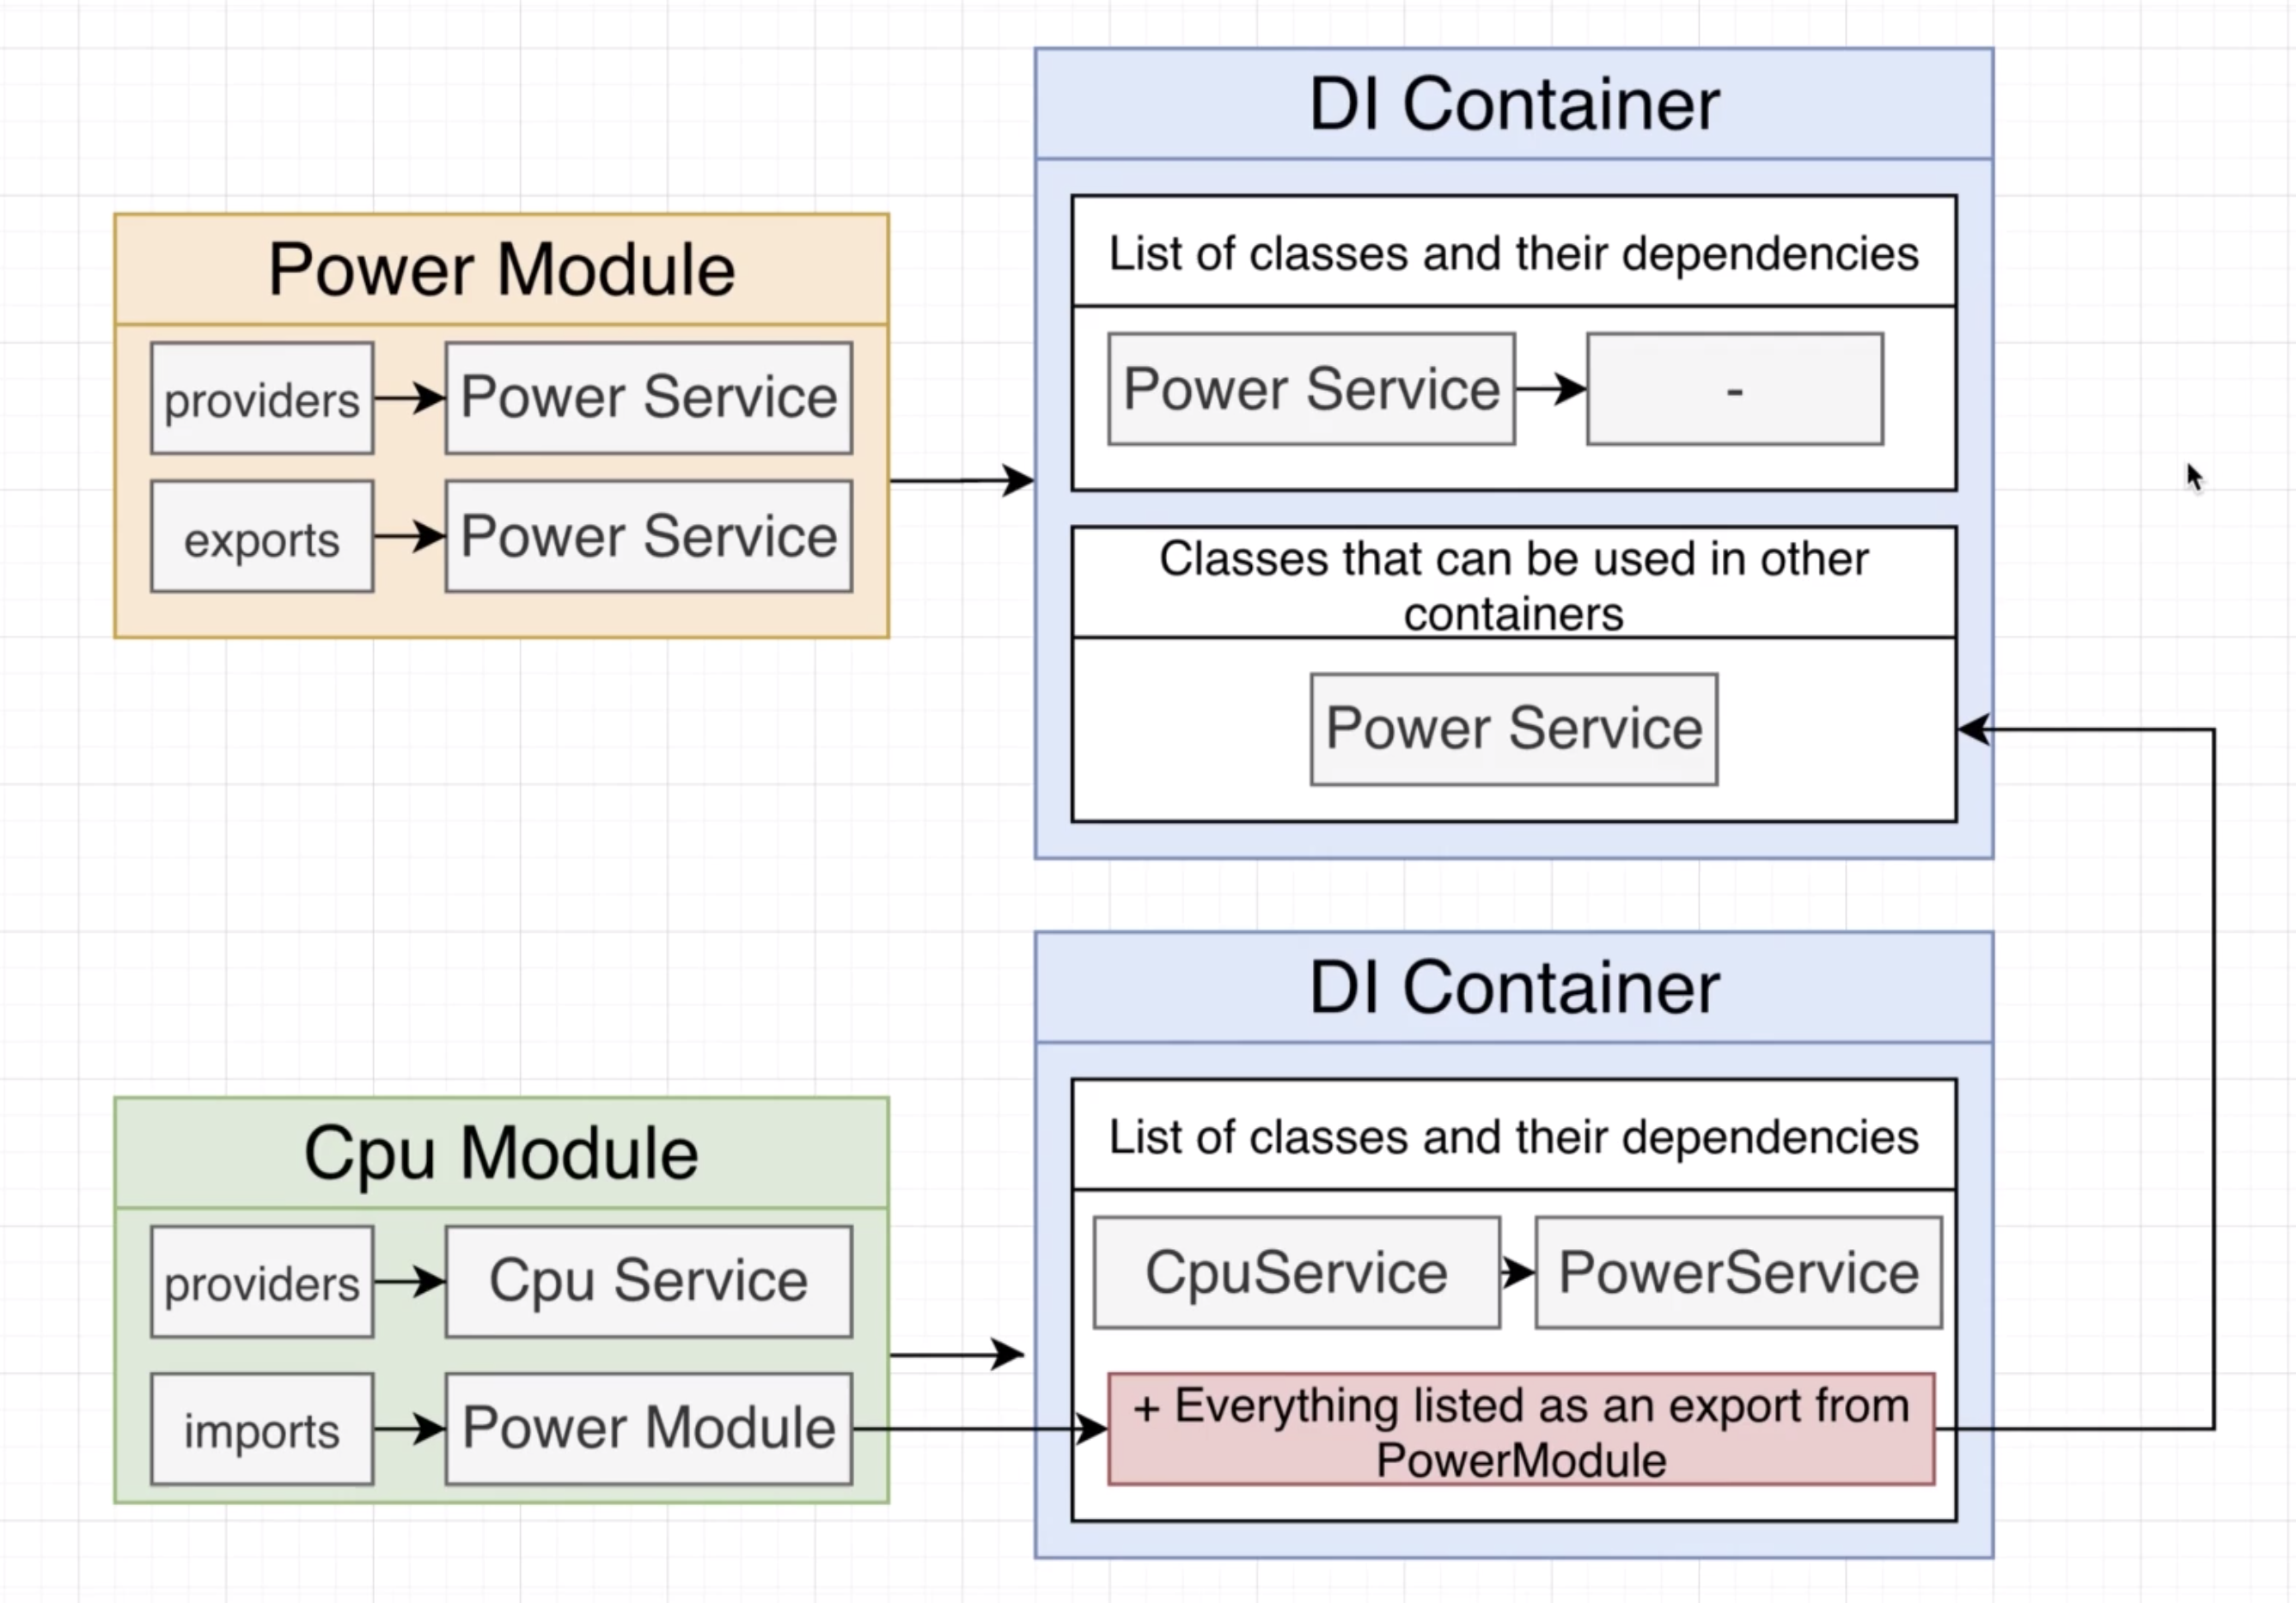 DI Container
List of classes and their dependencies
Power Service
-
Classes that can be used in other
containers
Power Service
Power Module
providers
Power Service
exports
Power Service
DI Container
List of classes and their dependencies
CpuService
PowerService
+ Everything listed as an export from
PowerModule
Cpu Module
providers
Cpu Service
imports
Power Module